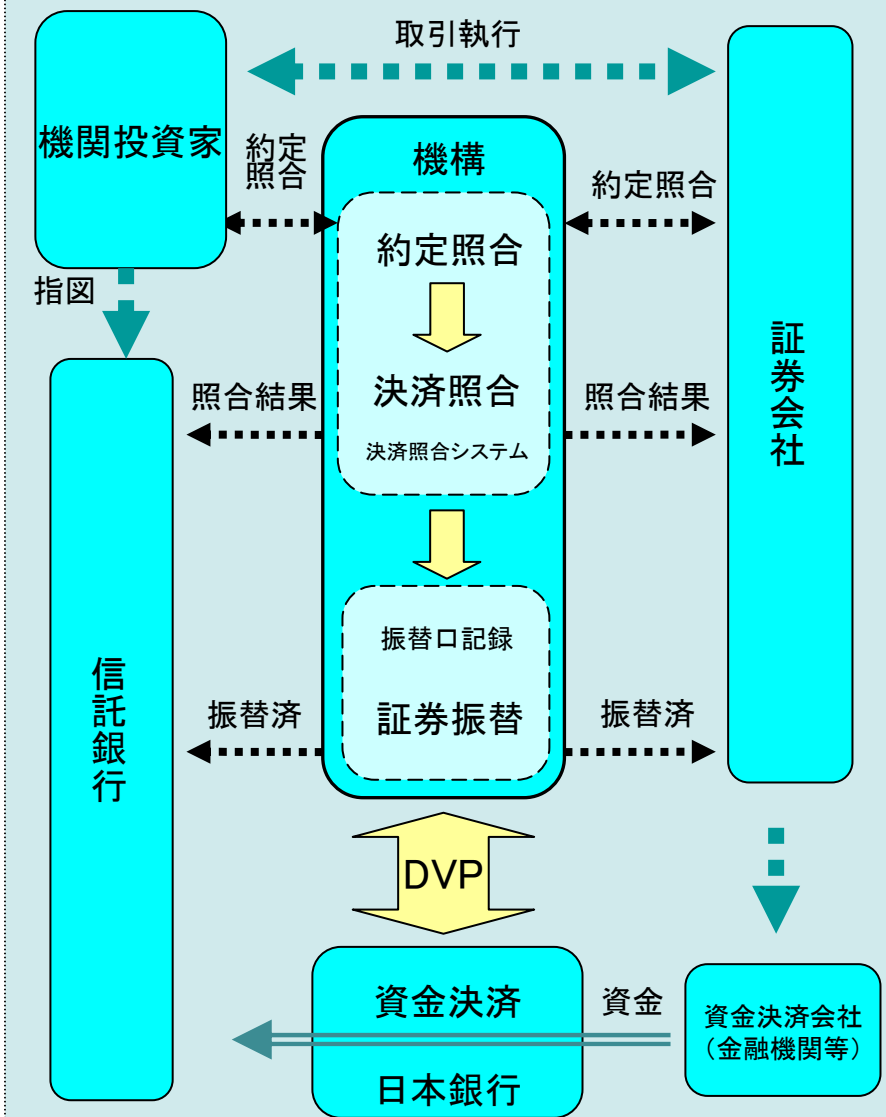 取引執行
機関投資家
約定
照合
機構
約定照合
約定照合
指図
証券会社
照合結果
決済照合
照合結果
決済照合システム
信託銀行
振替口記録
振替済
証券振替
振替済
DVP
資金決済
資金
資金決済会社
（金融機関等）
日本銀行